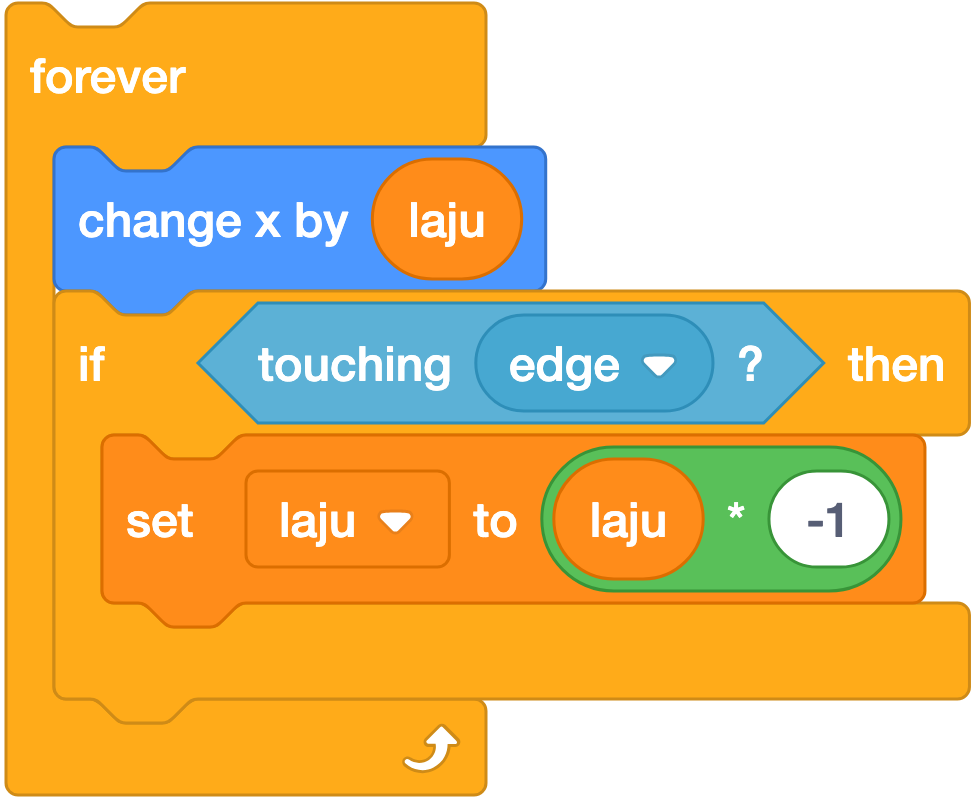 forever
change x by laju
if touching edge ? then
set laju to laju * -1